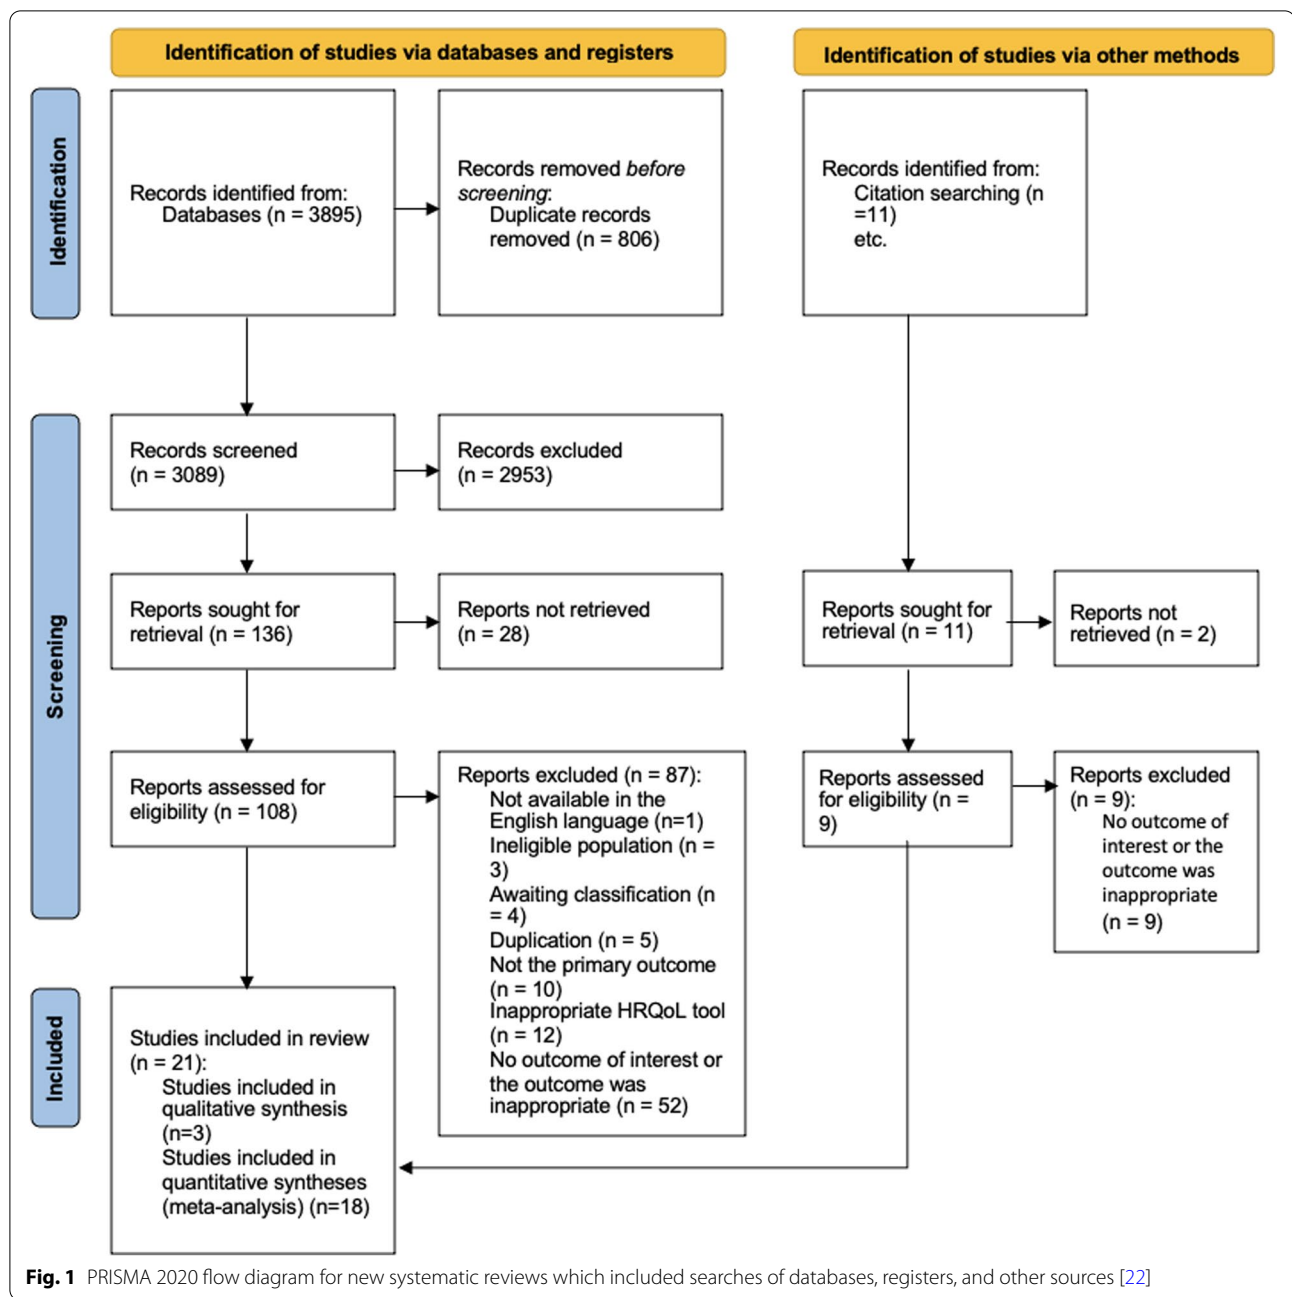 Identification of studies via databases and registers
Identification of studies via other methods
Identification
Records identified from:
Databases (n = 3895)
Records removed before
screening:
Duplicate records
removed (n = 806)
Records identified from:
Citation searching (n
=11)
etc.
Screening
Records screened
(n = 3089)
Records excluded
(n = 2953)
Reports sought for
retrieval (n = 136)
Reports not retrieved
(n = 28)
Reports sought for
retrieval (n = 11)
Reports not
retrieved (n = 2)
Reports assessed for
eligibility (n = 108)
Reports excluded (n = 87):
Not available in the
English language (n=1)
Ineligible population (n =
3)
Awaiting classification (n
= 4)
Duplication (n = 5)
Not the primary outcome
(n = 10)
Inappropriate HRQoL tool
(n = 12)
No outcome of interest or
the outcome was
inappropriate (n = 52)
Reports assessed
for eligibility (n =
9)
Reports excluded
(n = 9):
No outcome of
interest or the
outcome was
inappropriate
(n = 9)
Included
Studies included in review
(n = 21):
Studies included in
qualitative synthesis
(n=3)
Studies included in
quantitative syntheses
(meta-analysis) (n=18)
Fig. 1 PRISMA 2020 flow diagram for new systematic reviews which included searches of databases, registers, and other sources [22]